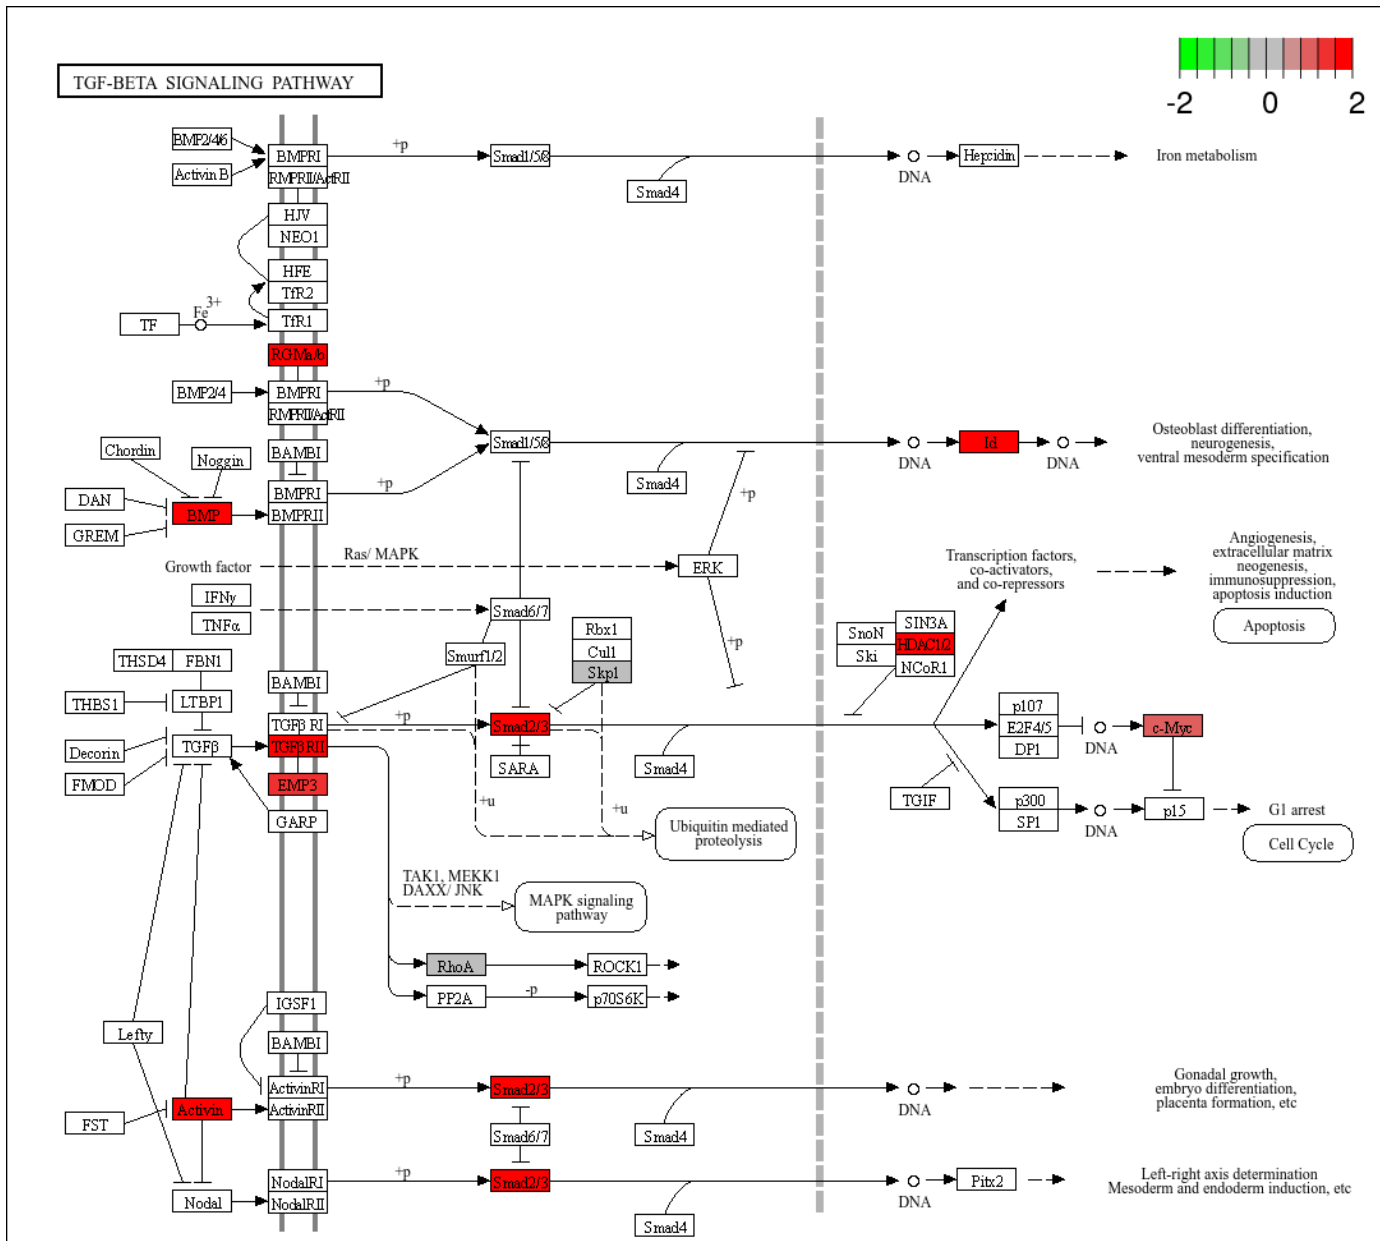 TGF-BETA SIGNALING PATHWAY
-2 0 2
BMP2/4/6
Activin B
BMPRI
RMPRII/ActRII
+p
Smad1/5/8
Smad4
DNA
Hepcidin
Iron metabolism
HJV
NEO1
HFE
TfR2
TF
Fe 3+
TfR1
RGMa/b
BMP2/4
BMPRI
RMPRII/ActRII
+p
Smad1/5/8
Smad4
DNA
Id
DNA
Osteoblast differentiation,
neurogenesis,
ventral mesoderm specification
Chordin
Noggin
DAN
GREM
BMP
BAMBI
BMPRI
BMPRII
+p
+p
Growth factor
Ras/ MAPK
ERK
+p
IFNγ
TNFα
Smad6/7
Smurf1/2
Rbx1
Cul1
Skp1
Transcription factors,
co-activators,
and co-repressors
Angiogenesis,
extracellular matrix
neogenesis,
immunosuppression,
apoptosis induction
Apoptosis
SnoN
Ski
SIN3A
HDAC1/2
NCoR1
THSD4
FBN1
THBS1
LTBP1
Decorin
FMOD
TGFβ
BAMBI
TGFβ RI
TGFβRII
EMP3
GARP
+p
Smad2/3
SARA
Smad4
+u
+u
Ubiquitin mediated
proteolysis
p107
E2F4/5
DP1
DNA
c-Myc
TGIF
p300
SP1
DNA
p15
G1 arrest
Cell Cycle
TAK1, MEKK1
DAXX/ JNK
MAPK signaling
pathway
RhoA
ROCK1
PP2A
-p
p70S6K
Lefty
IGSF1
BAMBI
FST
Activin
ActivinRI
ActivinRII
+p
Smad2/3
Smad4
DNA
Gonadal growth,
embryo differentiation,
placenta formation, etc
Smad6/7
Nodal
NodalRI
NodalRII
+p
Smad2/3
Smad4
DNA
Pitx2
Left-right axis determination
Mesoderm and endoderm induction, etc